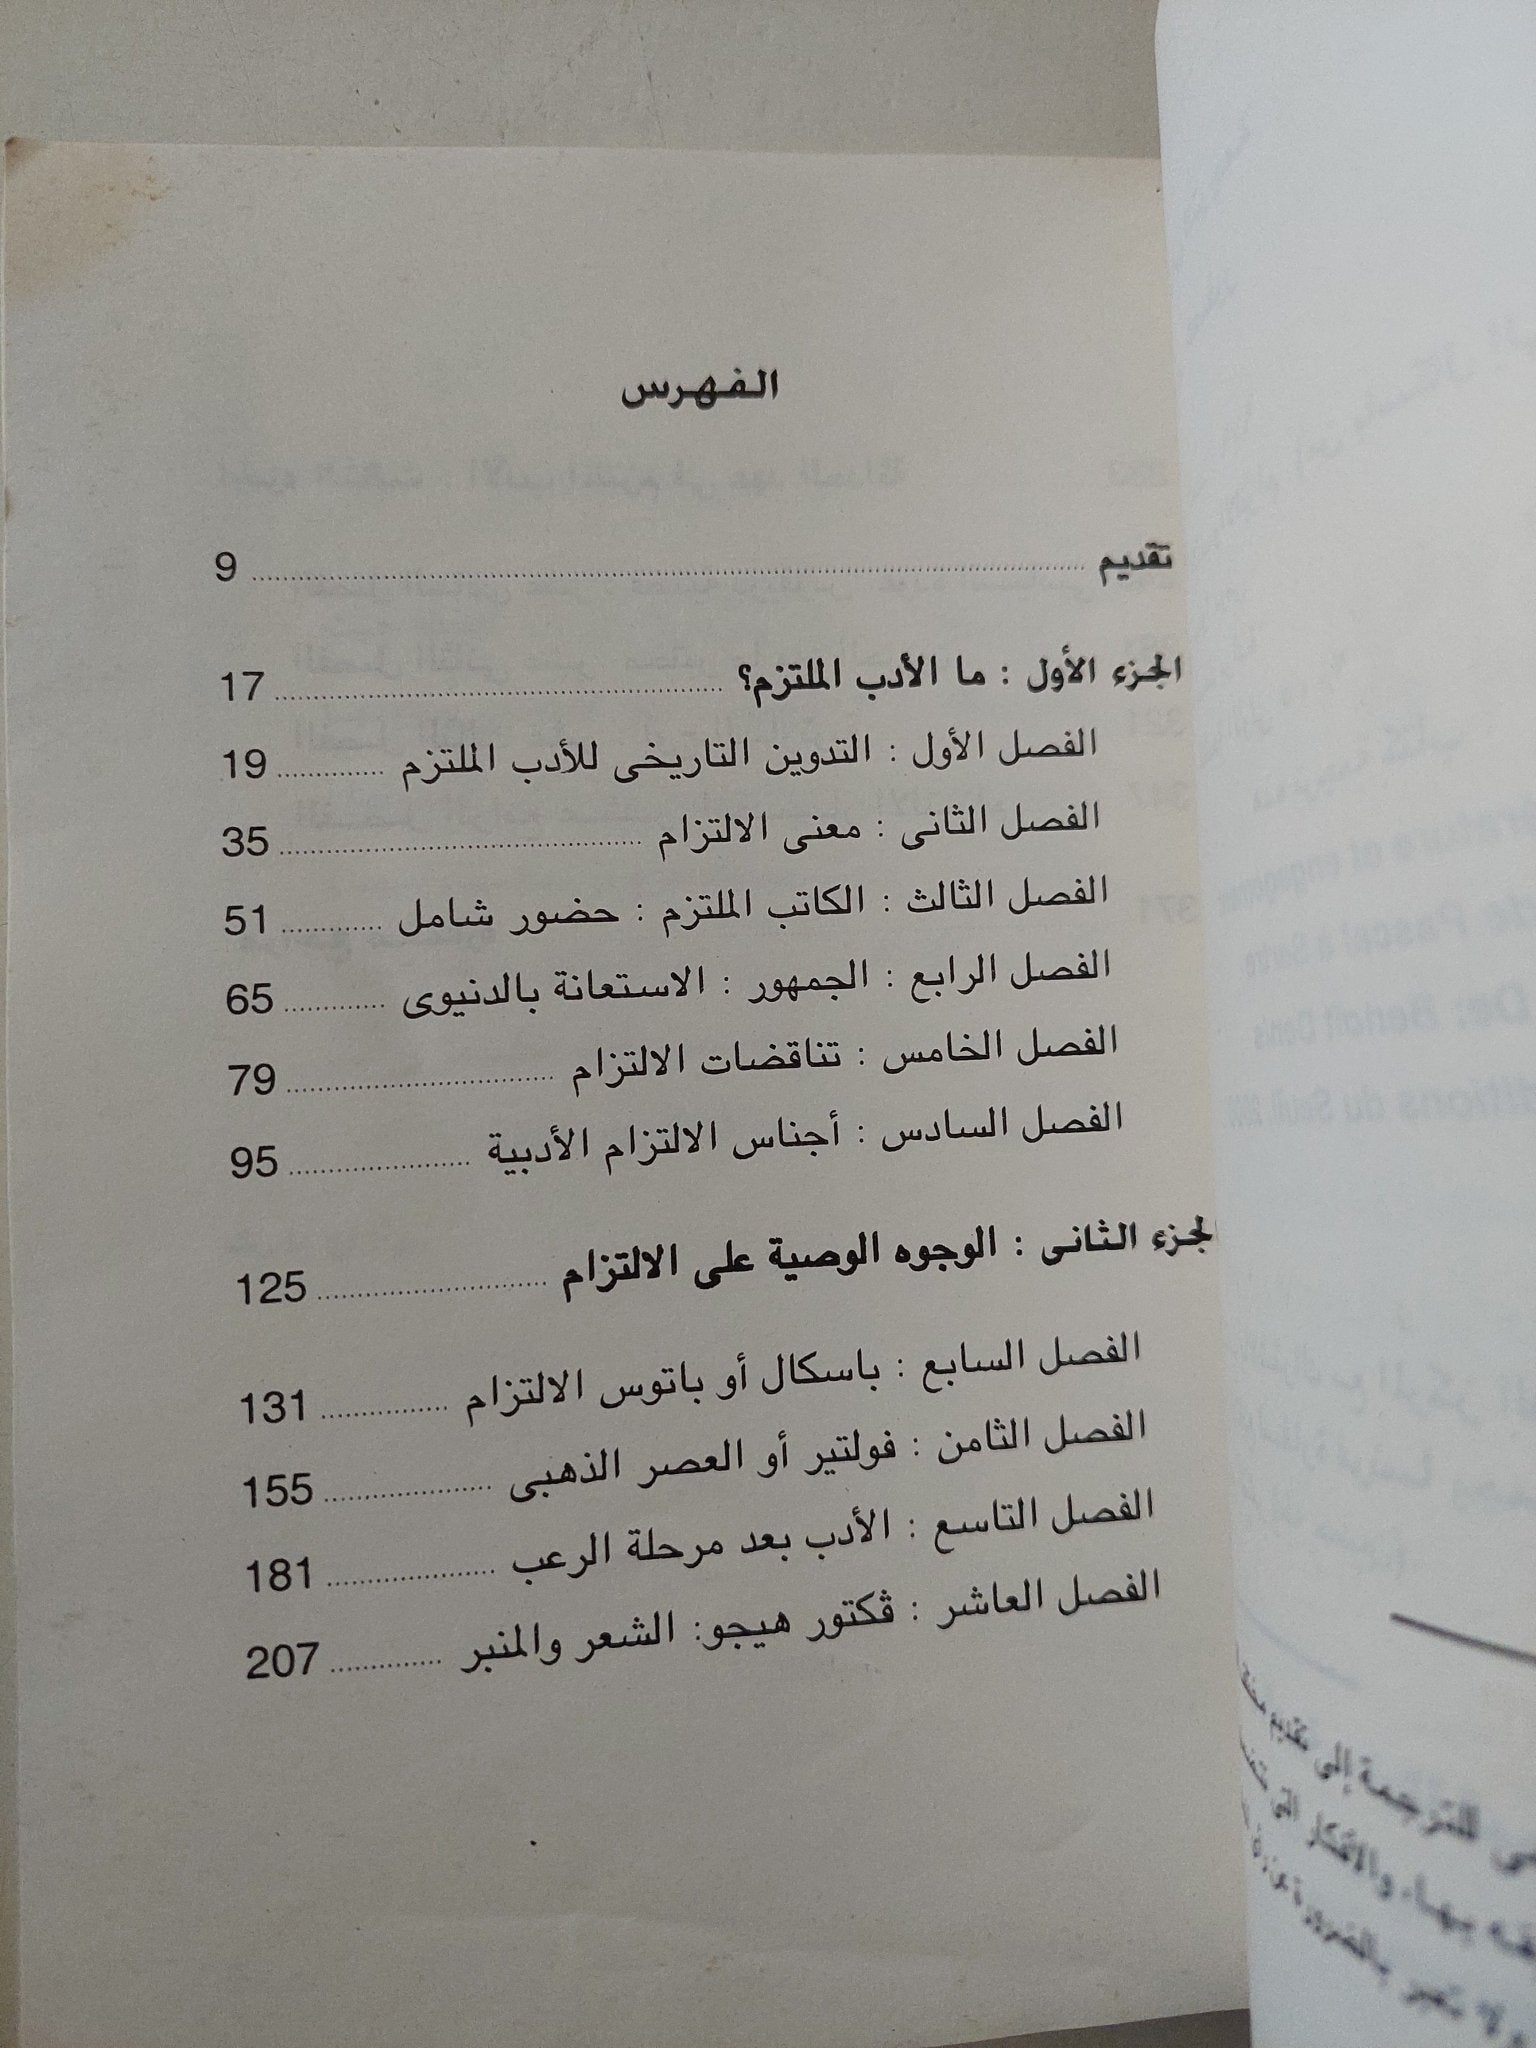 الفهرس
تقديم ........ 9
الجزء الأول : ما الأدب الملتزم؟ ........ 17
الفصل الأول : التدوين التاريخى للأدب الملتزم ........ 19
الفصل الثانى : معنى الالتزام ........ 35
الفصل الثالث : الكاتب الملتزم : حضور شامل ........ 51
الفصل الرابع : الجمهور : الاستعانة بالدنيوى ........ 65
الفصل الخامس : تناقضات الالتزام ........ 79
الفصل السادس : أجناس الالتزام الأدبية ........ 95
الجزء الثانى : الوجوه الوصية على الالتزام ........ 125
الفصل السابع : باسكال أو باتوس الالتزام ........ 131
الفصل الثامن : فولتير أو العصر الذهبى ........ 155
الفصل التاسع : الأدب بعد مرحلة الرعب ........ 181
الفصل العاشر : ڤكتور هيجو: الشعر والمنبر ........ 207